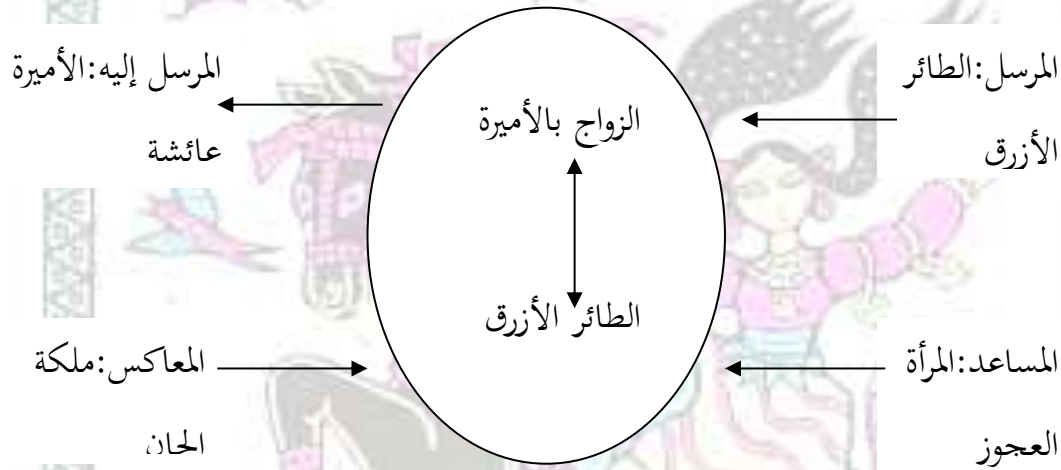 المرسل:الطائر
الأزرق
الزواج بالأميرة
الطائر الأزرق
المرسل إليه:الأميرة
عائشة
المساعد:المرأة
العجوز
المعاكس:ملكة
الجان